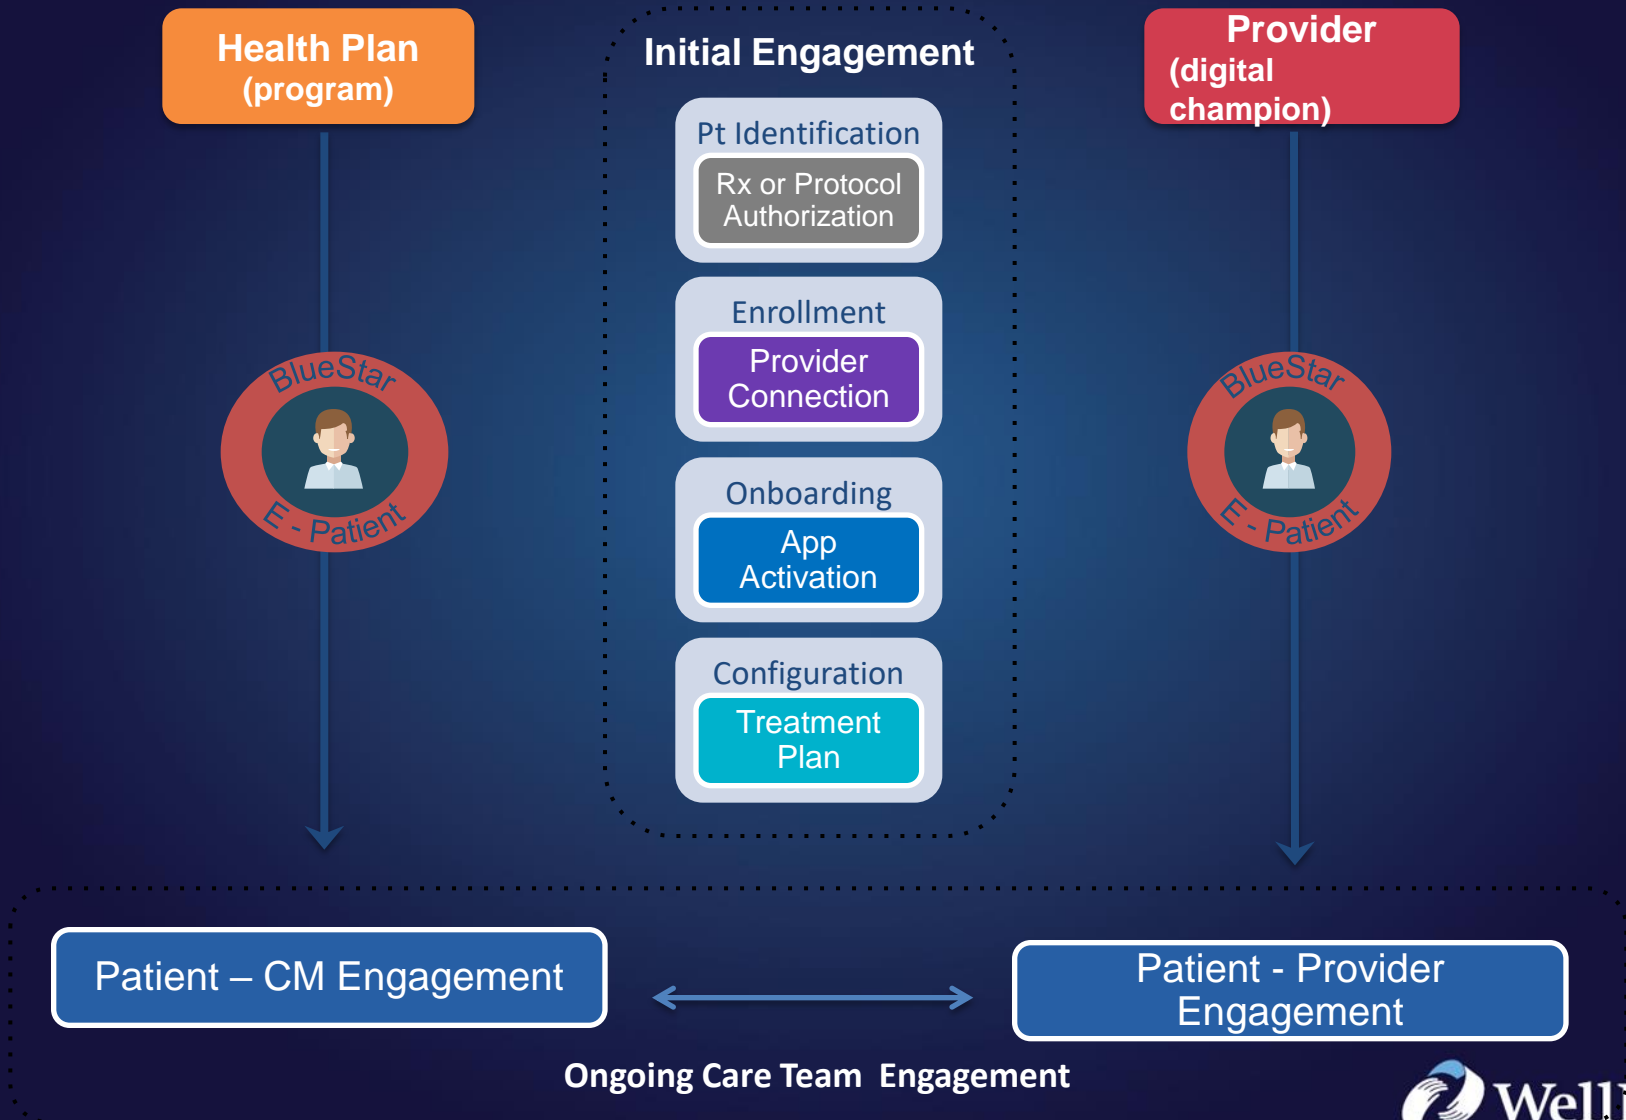 Health Plan
(program)
Initial Engagement
Provider
(digital
champion)
Pt Identification
Rx or Protocol
Authorization
Enrollment
Provider
Connection
BlueStar
E - Patient
BlueStar
E - Patient
Onboarding
App
Activation
Configuration
Treatment
Plan
Patient – CM Engagement
Patient - Provider
Engagement
Ongoing Care Team  Engagement